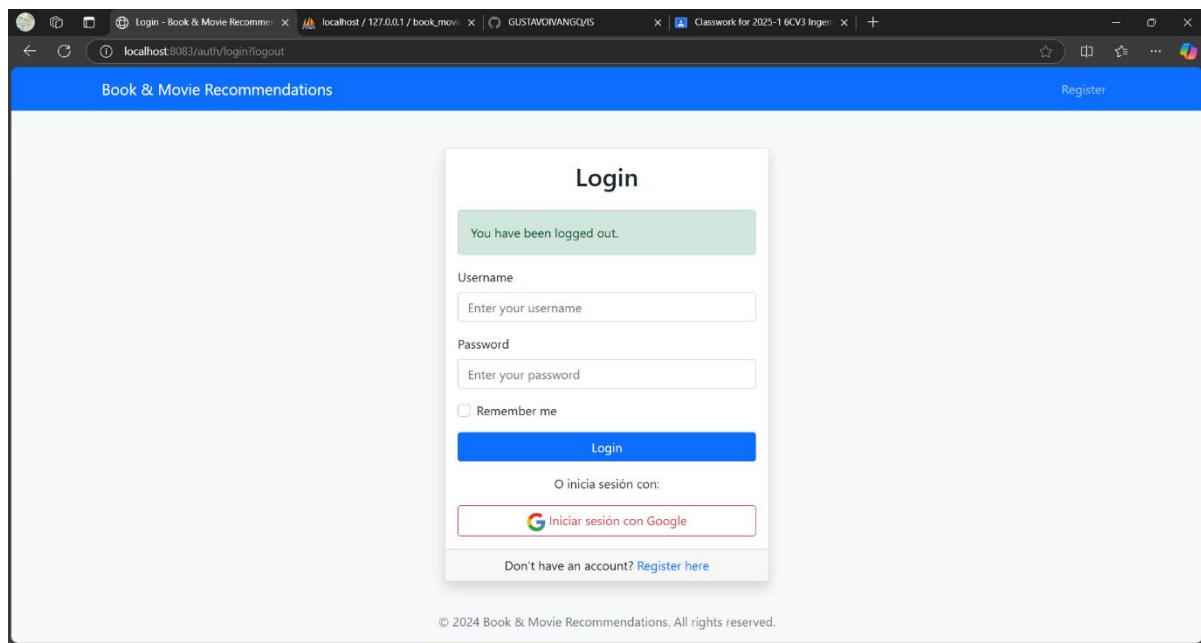 Login - Book & Movie Recommen
localhost / 127.0.0.1 / book_movi
GUSTAVOIVANGQ/IS
Classwork for 2025-1 6CV3 Ingen
localhost:8083/auth/login?logout
Book & Movie Recommendations
Register
Login
You have been logged out.
Username
Enter your username
Password
Enter your password
Remember me
Login
O inicia sesión con:
Iniciar sesión con Google
Don't have an account? Register here
© 2024 Book & Movie Recommendations. All rights reserved.